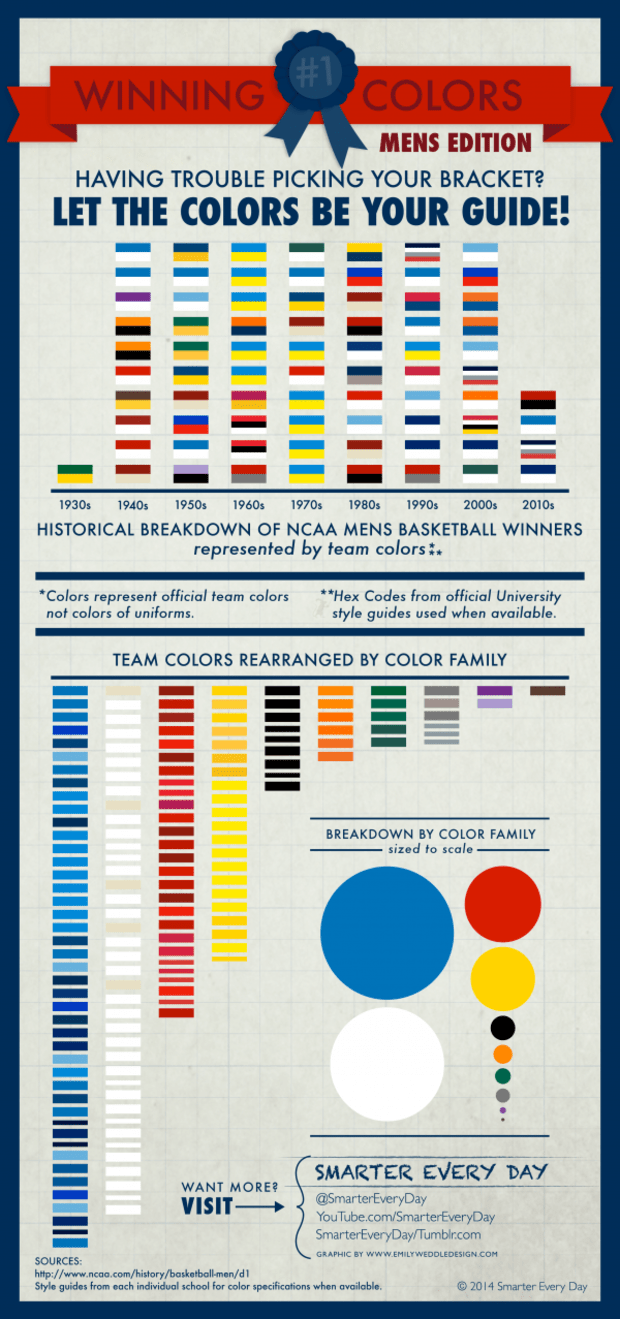 #1
WINNING COLORS
MENS EDITION
HAVING TROUBLE PICKING YOUR BRACKET?
LET THE COLORS BE YOUR GUIDE!
1930s 1940s 1950s 1960s 1970s 1980s 1990s 2000s 2010s
HISTORICAL BREAKDOWN OF NCAA MENS BASKETBALL WINNERS
represented by team colors***
*Colors represent official team colors
not colors of uniforms.
**Hex Codes from official University
style guides used when available.
TEAM COLORS REARRANGED BY COLOR FAMILY
BREAKDOWN BY COLOR FAMILY
sized to scale
WANT MORE?
VISIT
SMARTER EVERY DAY
@SmarterEveryDay
YouTube.com/SmarterEveryDay
SmarterEveryDay/Tumblr.com
GRAPHIC BY WWW.EMILYWEDDLEDESIGN.COM
SOURCES:
http://www.ncaa.com/history/basketball-men/d1
Style guides from each individual school for color specifications when available.
© 2014 Smarter Every Day